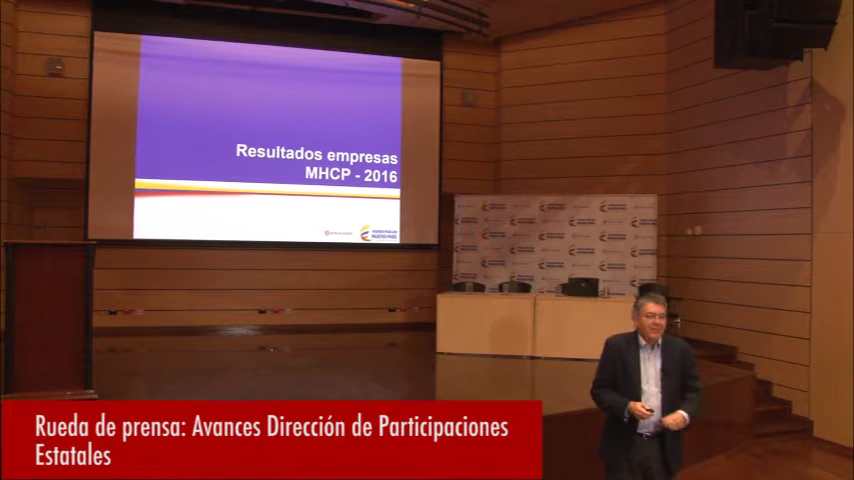 Resultados empresas
MHCP - 2016
Rueda de prensa: Avances Dirección de Participaciones
Estatales